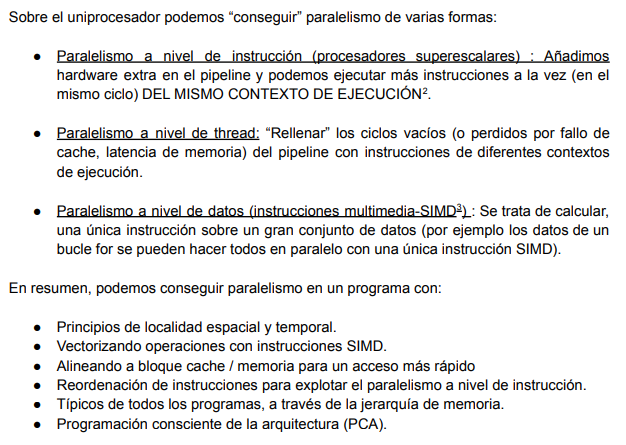 Sobre el uniprocesador podemos “conseguir” paralelismo de varias formas:
● Paralelismo a nivel de instrucción (procesadores superescalares) : Añadimos
hardware extra en el pipeline y podemos ejecutar más instrucciones a la vez (en el
mismo ciclo) DEL MISMO CONTEXTO DE EJECUCIÓN².
● Paralelismo a nivel de thread: “Rellenar” los ciclos vacíos (o perdidos por fallo de
cache, latencia de memoria) del pipeline con instrucciones de diferentes contextos
de ejecución.
● Paralelismo a nivel de datos (instrucciones multimedia-SIMD³) : Se trata de calcular,
una única instrucción sobre un gran conjunto de datos (por ejemplo los datos de un
bucle for se pueden hacer todos en paralelo con una única instrucción SIMD).
En resumen, podemos conseguir paralelismo en un programa con:
● Principios de localidad espacial y temporal.
● Vectorizando operaciones con instrucciones SIMD.
● Alineando a bloque cache / memoria para un acceso más rápido
● Reordenación de instrucciones para explotar el paralelismo a nivel de instrucción.
● Típicos de todos los programas, a través de la jerarquía de memoria.
● Programación consciente de la arquitectura (PCA).